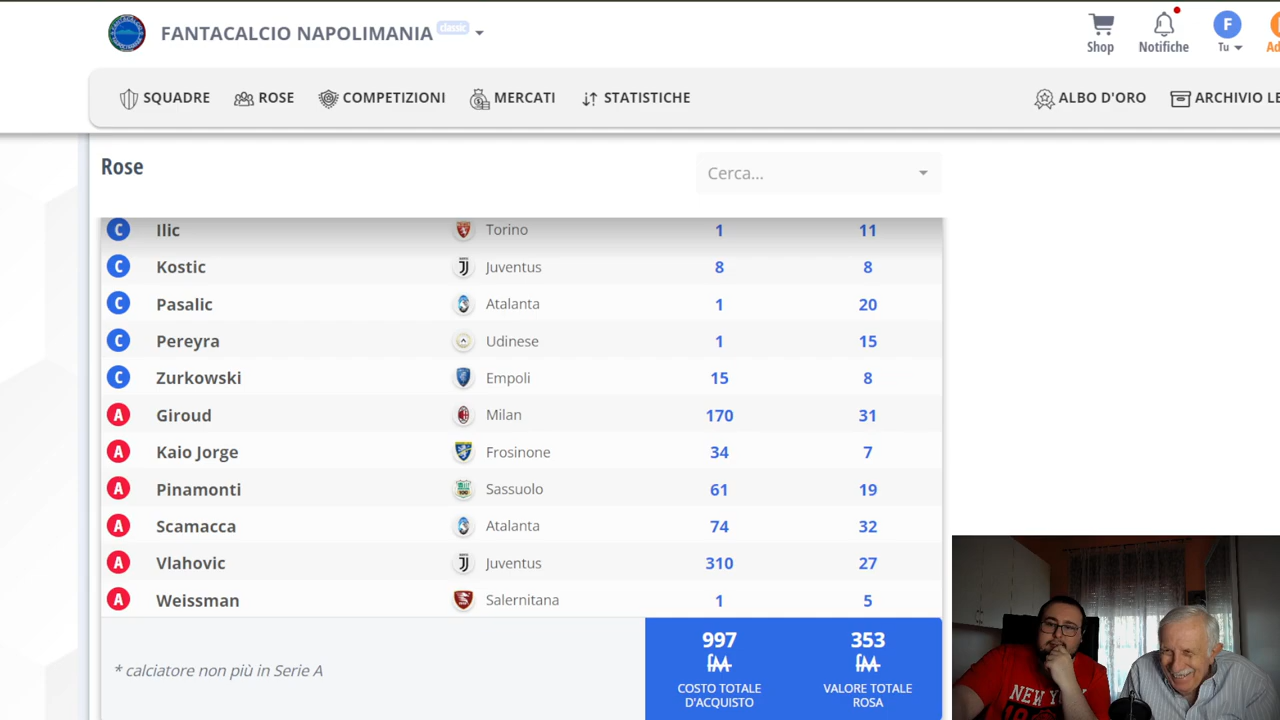 FANTACALCIO NAPOLIMANIA classic
Shop
Notifiche
F
Tu
SQUADRE ROSE COMPETIZIONI MERCATI STATISTICHE ALBO D'ORO ARCHIVIO
Rose
Cerca...
C Ilic Torino 1 11
C Kostic Juventus 8 8
C Pasalic Atalanta 1 20
C Pereyra Udinese 1 15
C Zurkowski Empoli 15 8
A Giroud Milan 170 31
A Kaio Jorge Frosinone 34 7
A Pinamonti Sassuolo 61 19
A Scamacca Atalanta 74 32
A Vlahovic Juventus 310 27
A Weissman Salernitana 1 5
* calciatore non più in Serie A
997 353
fM fM
COSTO TOTALE VALORE TOTALE
D'ACQUISTO ROSA
NEW